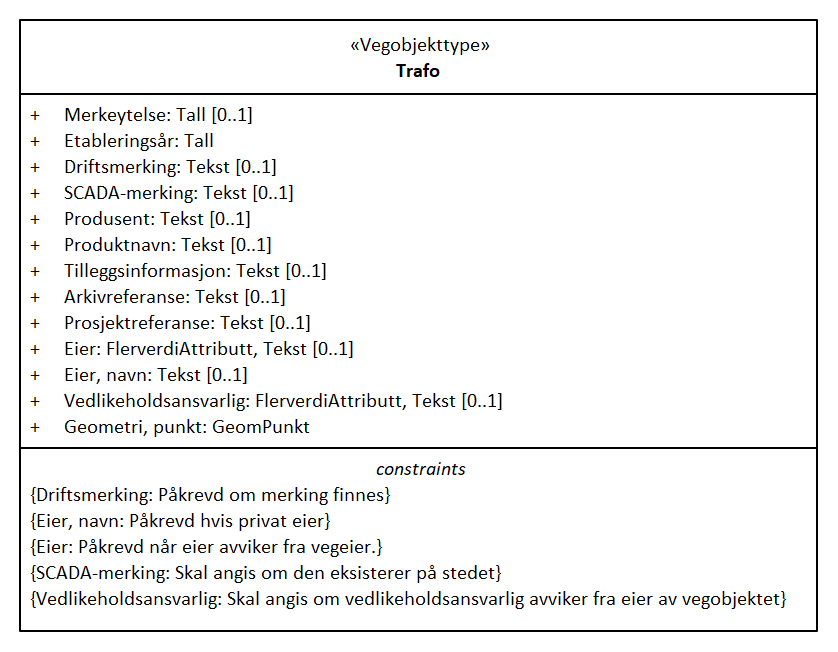 «Vegobjekttype»
Trafo
+ Merkeytelse: Tall [0..1]
+ Etableringsår: Tall
+ Driftsmerking: Tekst [0..1]
+ SCADA-merking: Tekst [0..1]
+ Produsent: Tekst [0..1]
+ Produktnavn: Tekst [0..1]
+ Tilleggsinformasjon: Tekst [0..1]
+ Arkivreferanse: Tekst [0..1]
+ Prosjektreferanse: Tekst [0..1]
+ Eier: FlerverdiAttributt, Tekst [0..1]
+ Eier, navn: Tekst [0..1]
+ Vedlikeholdsansvarlig: FlerverdiAttributt, Tekst [0..1]
+ Geometri, punkt: GeomPunkt
constraints
{Driftsmerking: Påkrevd om merking finnes}
{Eier, navn: Påkrevd hvis privat eier}
{Eier: Påkrevd når eier avviker fra vegeier.}
{SCADA-merking: Skal angis om den eksisterer på stedet}
{Vedlikeholdsansvarlig: Skal angis om vedlikeholdsansvarlig avviker fra eier av vegobjektet}